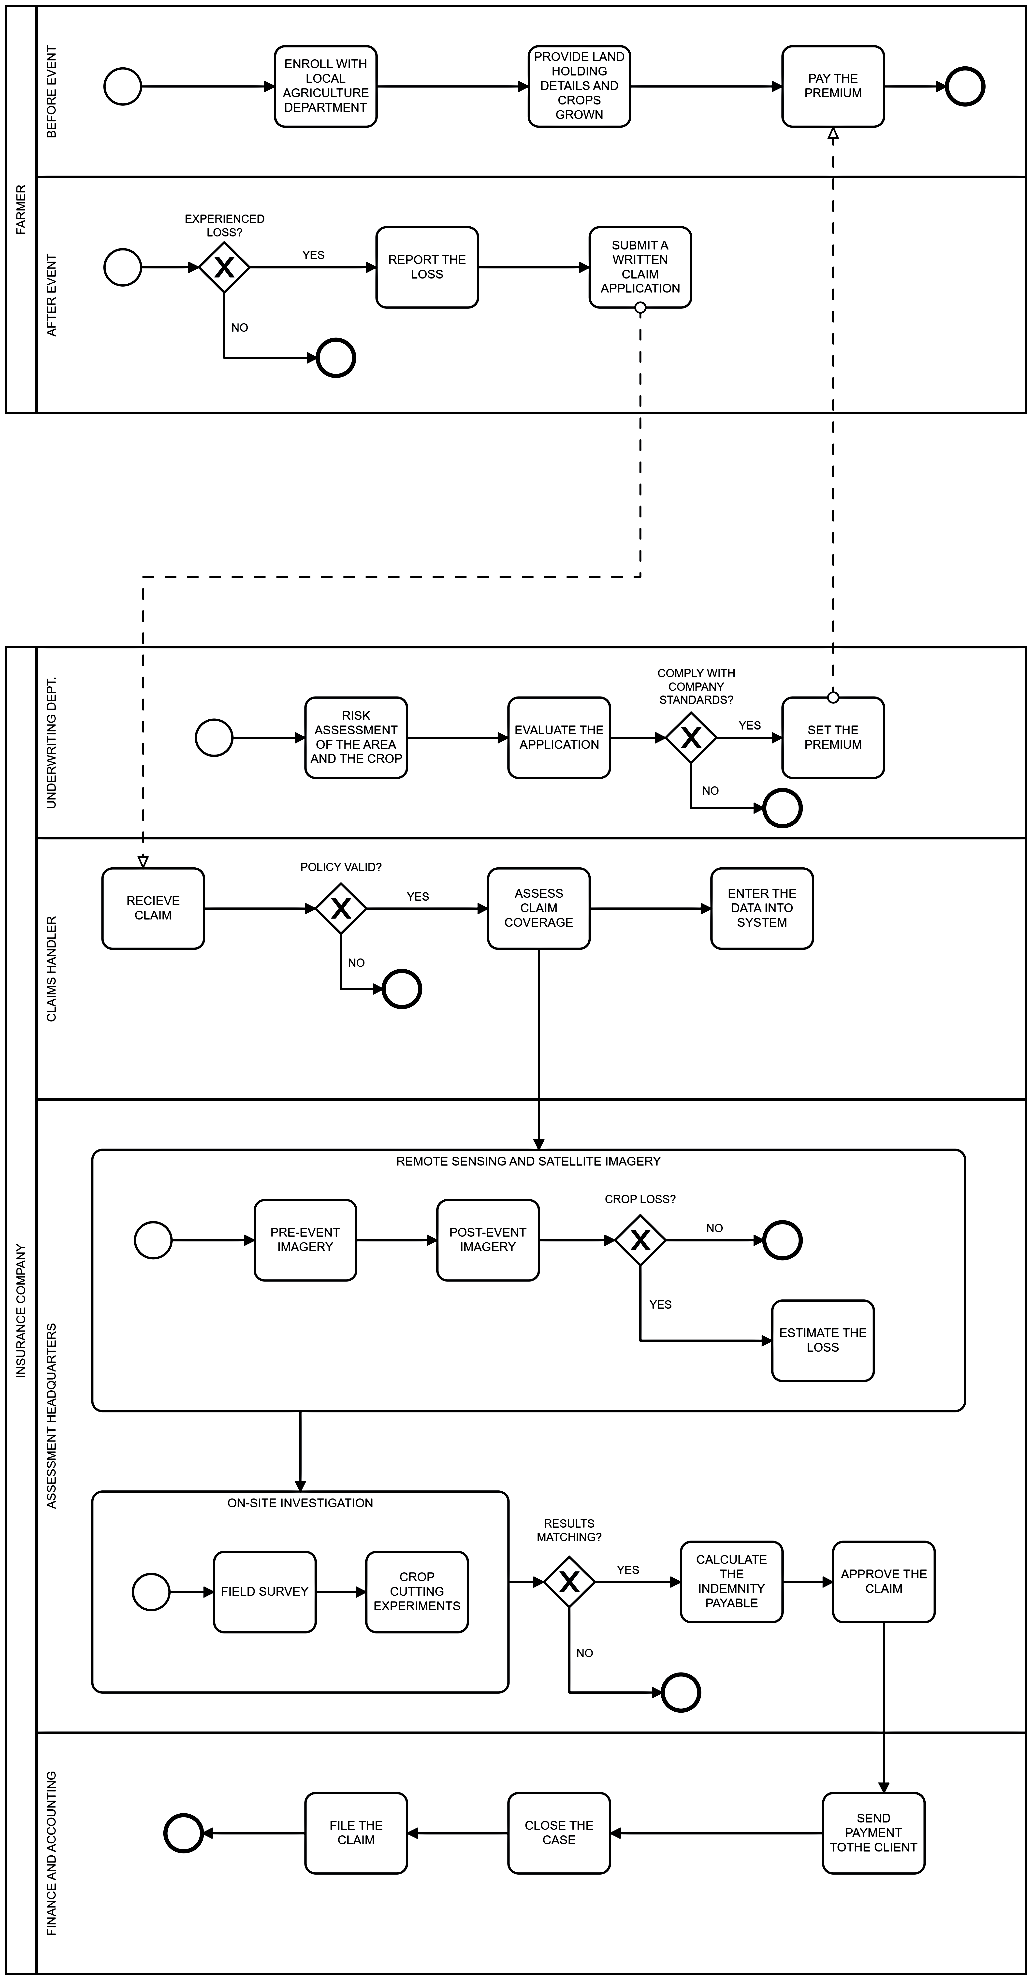 FARMER
BEFORE EVENT
ENROLL WITH
LOCAL
AGRICULTURE
DEPARTMENT
PROVIDE LAND
HOLDING
DETAILS AND
CROPS
GROWN
PAY THE
PREMIUM
AFTER EVENT
EXPERIENCED
LOSS?
X
YES
NO
REPORT THE
LOSS
SUBMIT A
WRITTEN
CLAIM
APPLICATION
INSURANCE COMPANY
UNDERWRITING DEPT.
RISK
ASSESSMENT
OF THE AREA
AND THE CROP
EVALUATE THE
APPLICATION
COMPLY WITH
COMPANY
STANDARDS?
X
YES
NO
SET THE
PREMIUM
CLAIMS HANDLER
RECIEVE
CLAIM
POLICY VALID?
X
YES
NO
ASSESS
CLAIM
COVERAGE
ENTER THE
DATA INTO
SYSTEM
ASSESSMENT HEADQUARTERS
REMOTE SENSING AND SATELLITE IMAGERY
PRE-EVENT
IMAGERY
POST-EVENT
IMAGERY
CROP LOSS?
X
NO
YES
ESTIMATE THE
LOSS
ON-SITE INVESTIGATION
FIELD SURVEY
CROP
CUTTING
EXPERIMENTS
RESULTS
MATCHING?
X
YES
NO
CALCULATE
THE
INDEMNITY
PAYABLE
APPROVE THE
CLAIM
FINANCE AND ACCOUNTING
FILE THE
CLAIM
CLOSE THE
CASE
SEND
PAYMENT
TOTHE CLIENT